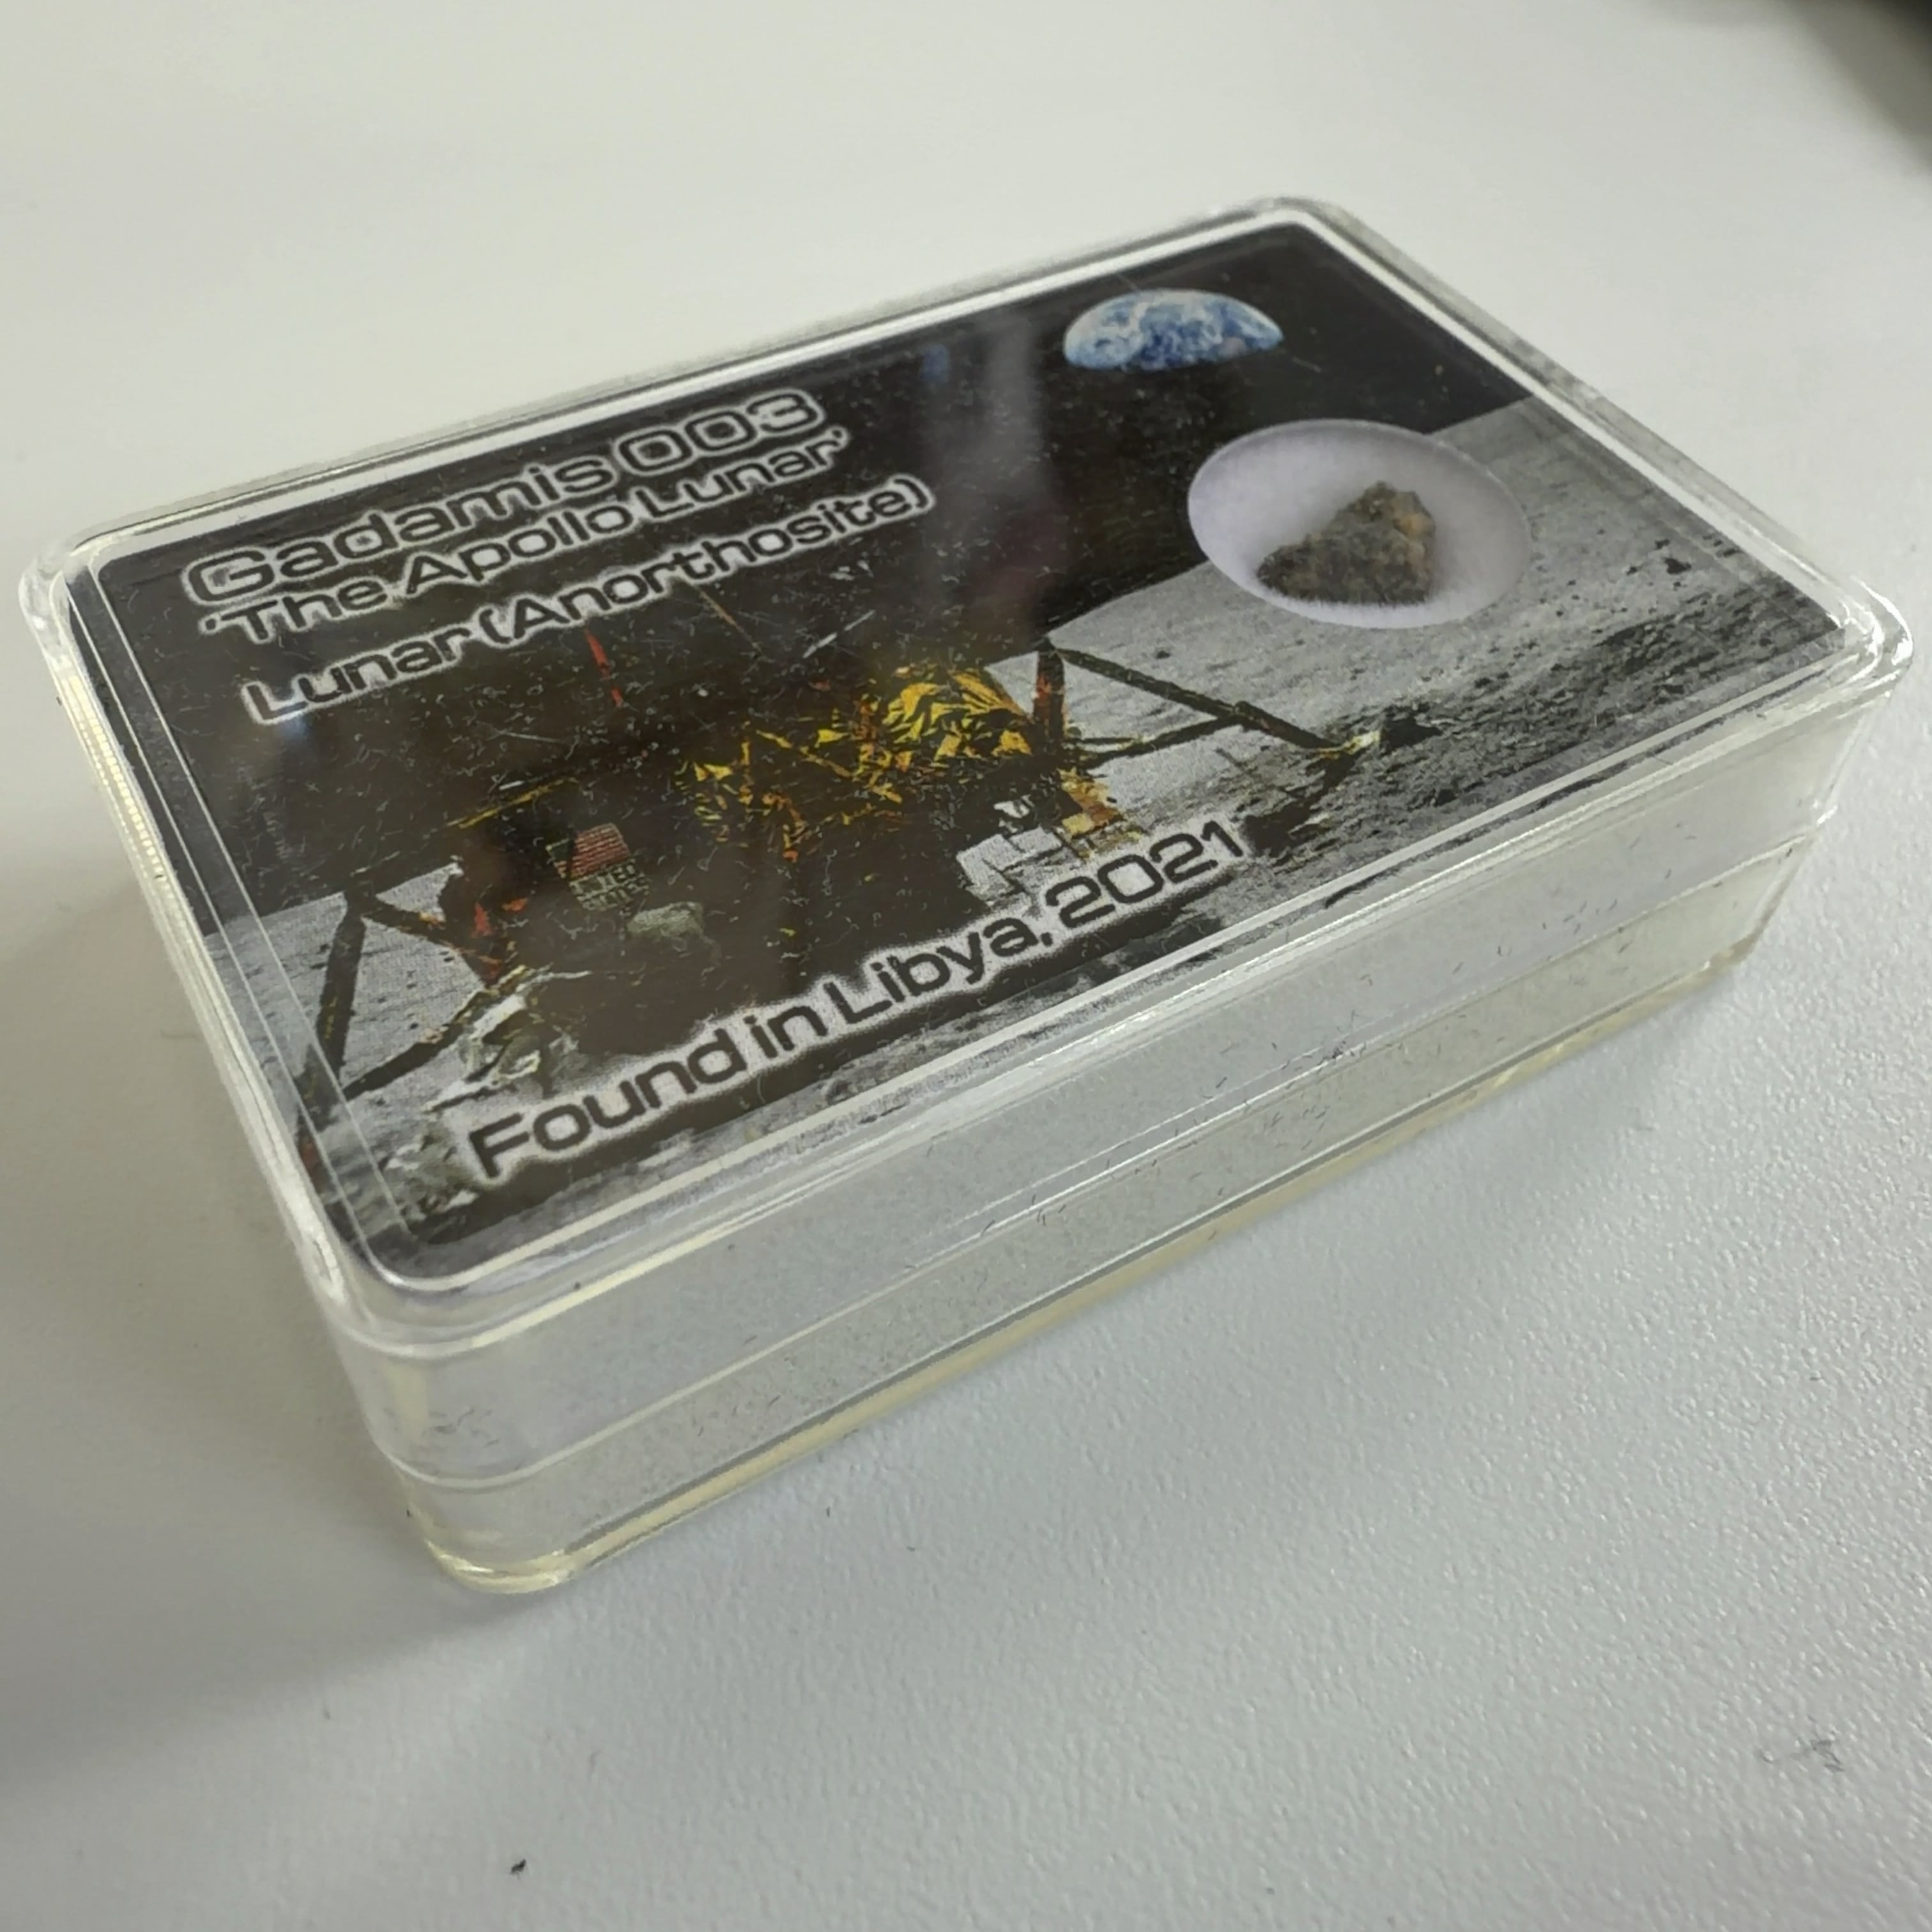 Gadamis 003
'The Apollo Lunar'
Lunar (Anorthosite)
Found in Libya, 2021